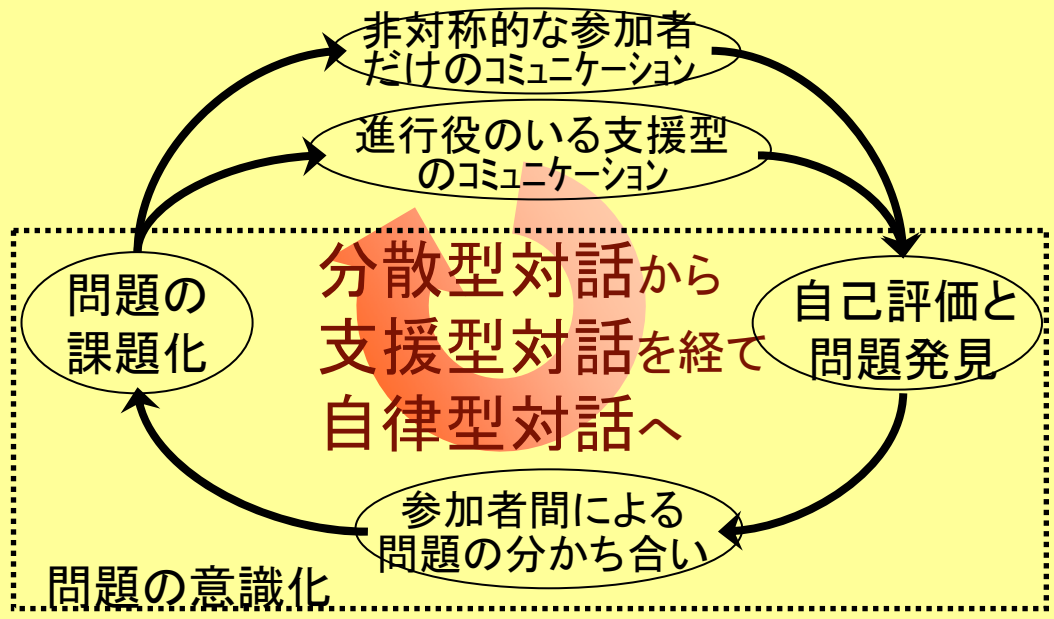 非対称的な参加者
だけのコミュニケーション
進行役のいる支援型
のコミュニケーション
分散型対話から
支援型対話を経て
自律型対話へ
問題の
課題化
自己評価と
問題発見
参加者間による
問題の分かち合い
問題の意識化